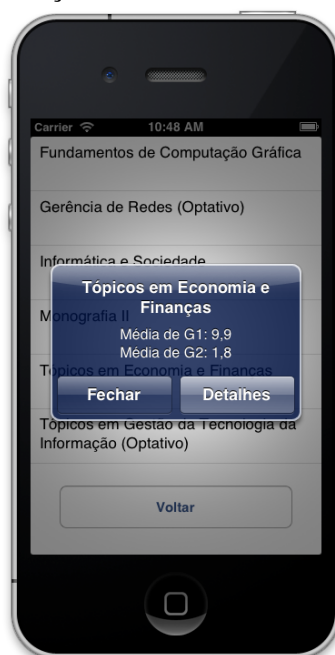 Carrier 10:48 AM
Fundamentos de Computação Gráfica
Gerência de Redes (Optativo)
Informática e Sociedade
Tópicos em Economia e
Finanças
Média de G1: 9,9
Média de G2: 1,8
Monografia II
Tópicos em Economia e Finanças
Fechar Detalhes
Tópicos em Gestão da Tecnologia da
Informação (Optativo)
Voltar